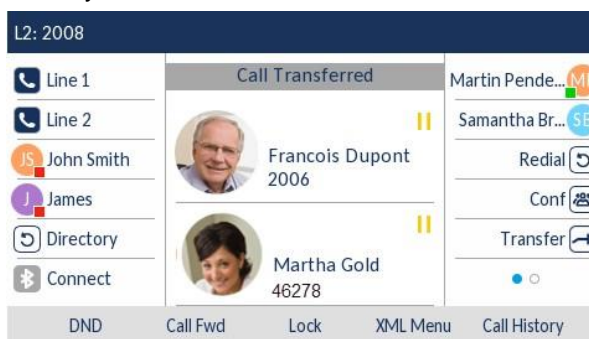 L2: 2008
Line 1
Line 2
JS John Smith
J James
Directory
Connect
Call Transferred
Francois Dupont
2006
Martha Gold
46278
Martin Pende...
Samantha Br... SB
Redial
Conf
Transfer
DND Call Fwd Lock XML Menu Call History